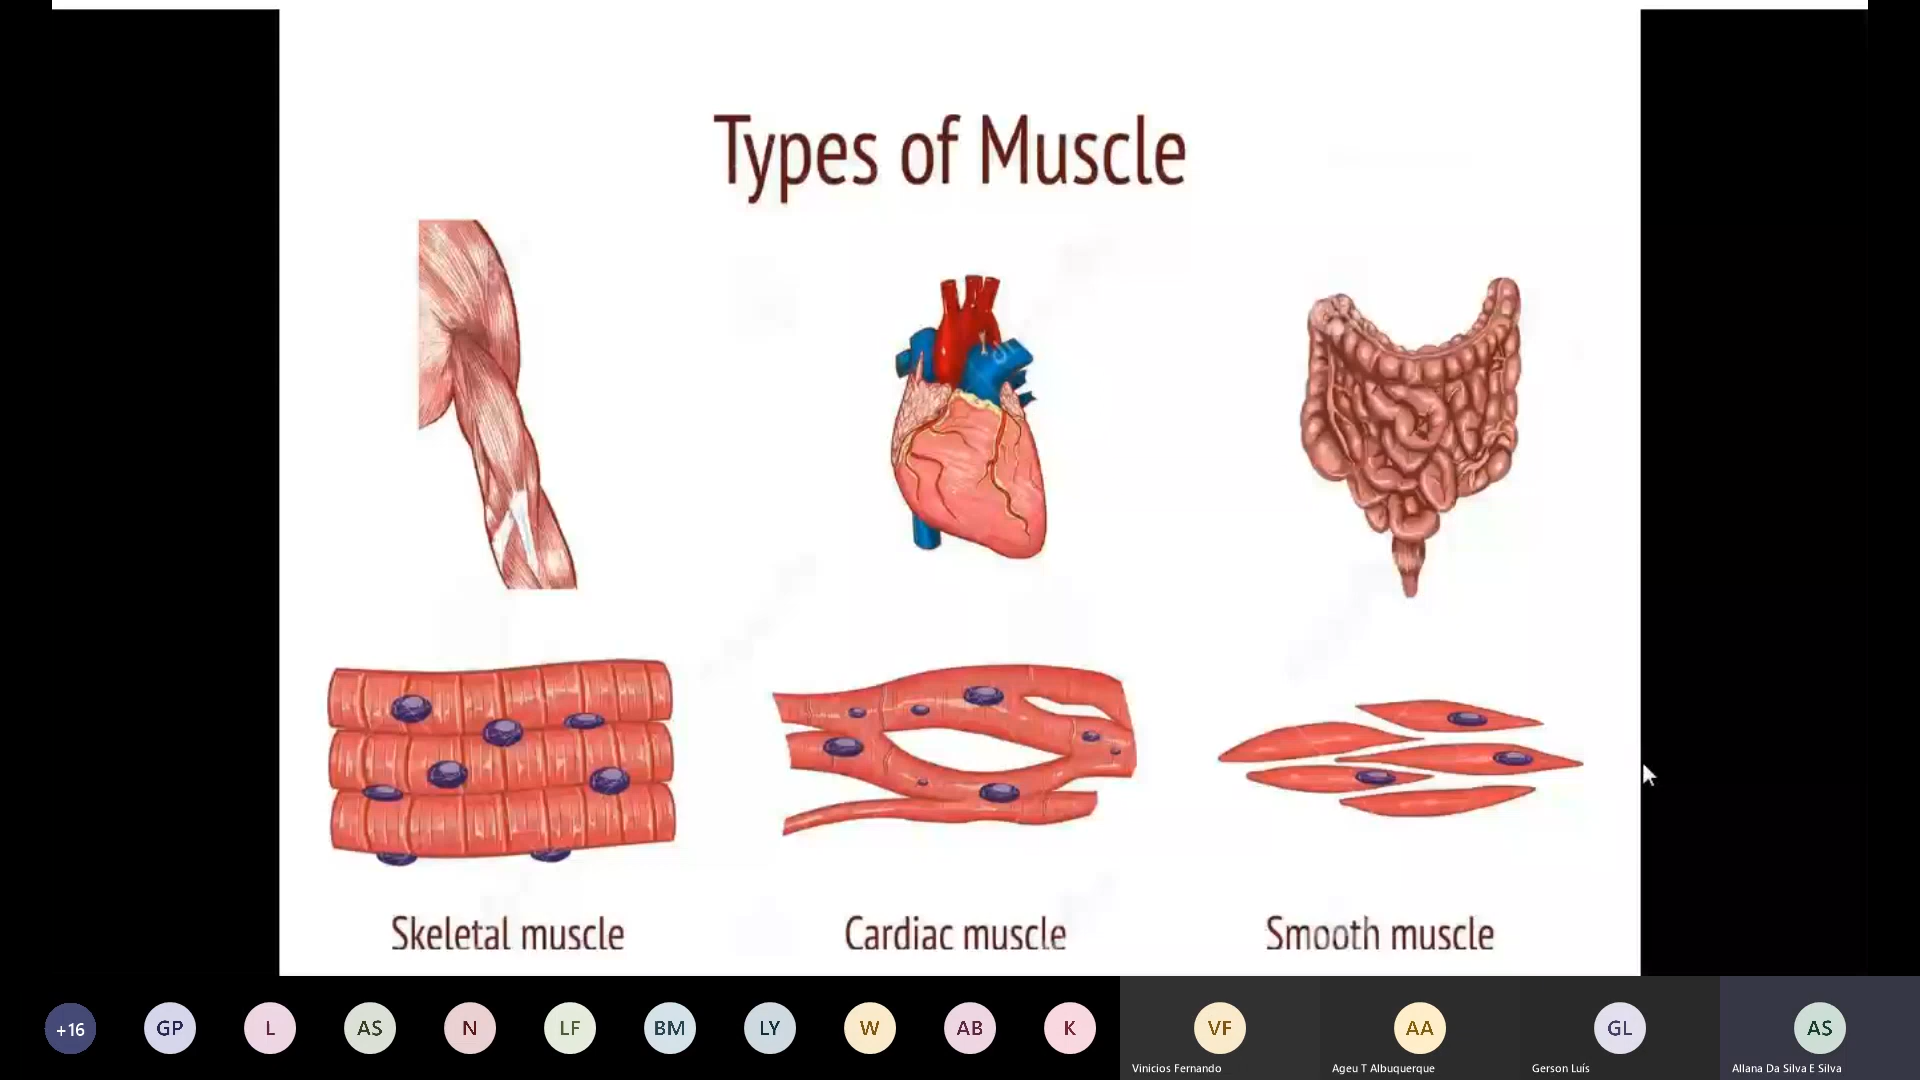 Types of Muscle
Skeletal muscle
Cardiac muscle
Smooth muscle
+16
GP
L
AS
N
LF
BM
LY
W
AB
K
VF
AA
GL
AS
Vinicios Fernando
Ageu T Albuquerque
Gerson Luís
Allana Da Silva E Silva